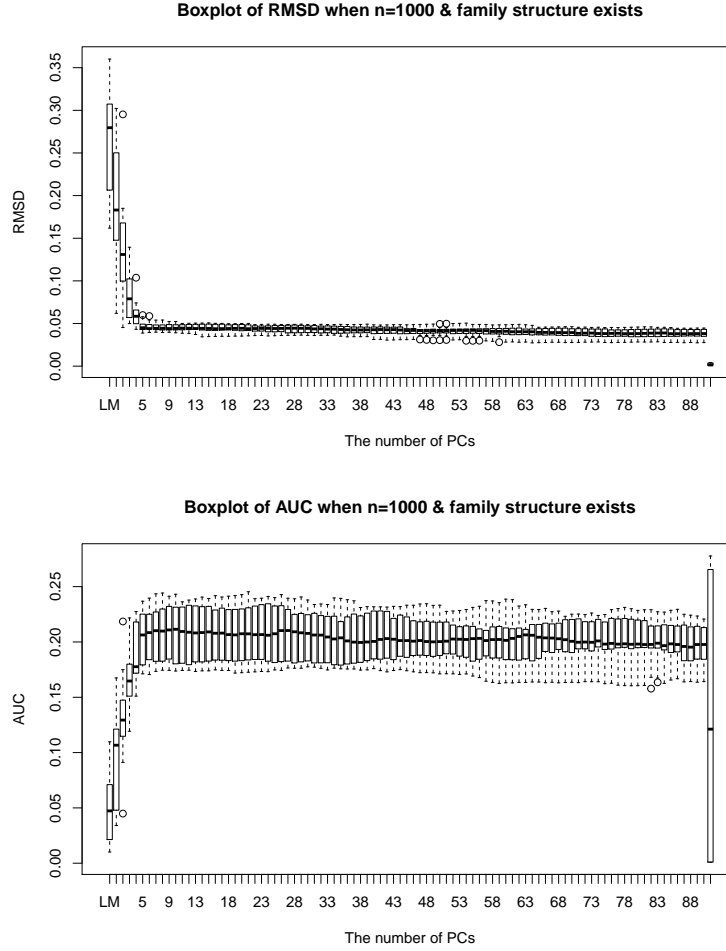 Boxplot of RMSD when n=1000 & family structure exists
0.35
0.30
0.25
0.20
0.15
0.10
0.05
0.00
RMSD
LM 5 9 13 18 23 28 33 38 43 48 53 58 63 68 73 78 83 88
The number of PCs
Boxplot of AUC when n=1000 & family structure exists
0.25
0.20
0.15
0.10
0.05
0.00
AUC
LM 5 9 13 18 23 28 33 38 43 48 53 58 63 68 73 78 83 88
The number of PCs